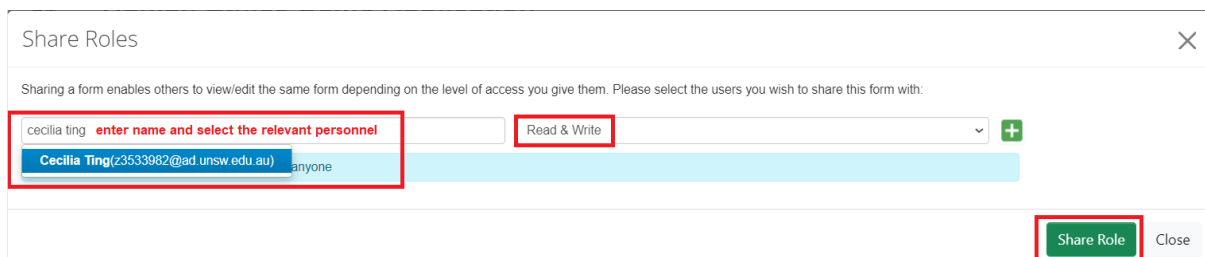 Share Roles
Sharing a form enables others to view/edit the same form depending on the level of access you give them. Please select the users you wish to share this form with:
cecilia ting enter name and select the relevant personnel Read & Write
Cecilia Ting(z3533982@ad.unsw.edu.au) anyone
Share Role Close